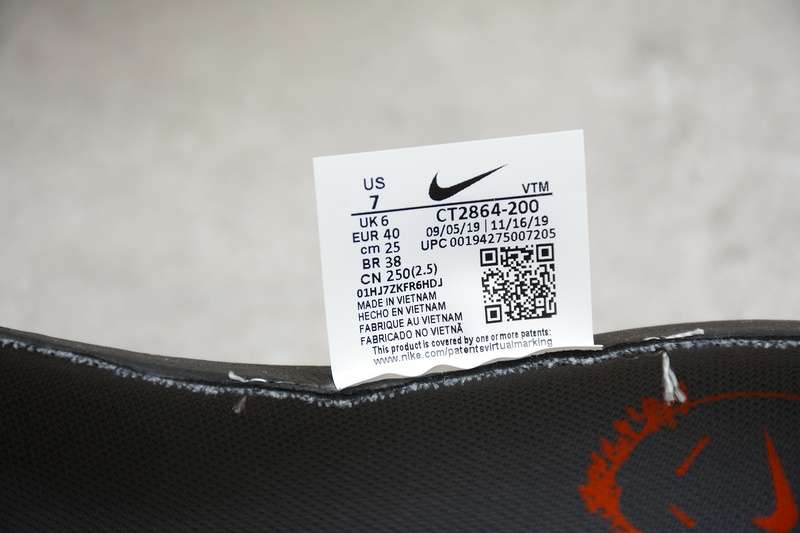 US
7
VTM
UK 6
CT2864-200
EUR 40
09/05/19 | 11/16/19
cm 25
UPC 00194275007205
BR 38
CN 250(2.5)
01HJ7ZKFR6HDJ
MADE IN VIETNAM
HECHO EN VIETNAM
FABRIQUE AU VIETNAM
FABRICADO NO VIETNÃ
This product is covered by one or more patents:
www.nike.com/patentsvirtualmarking